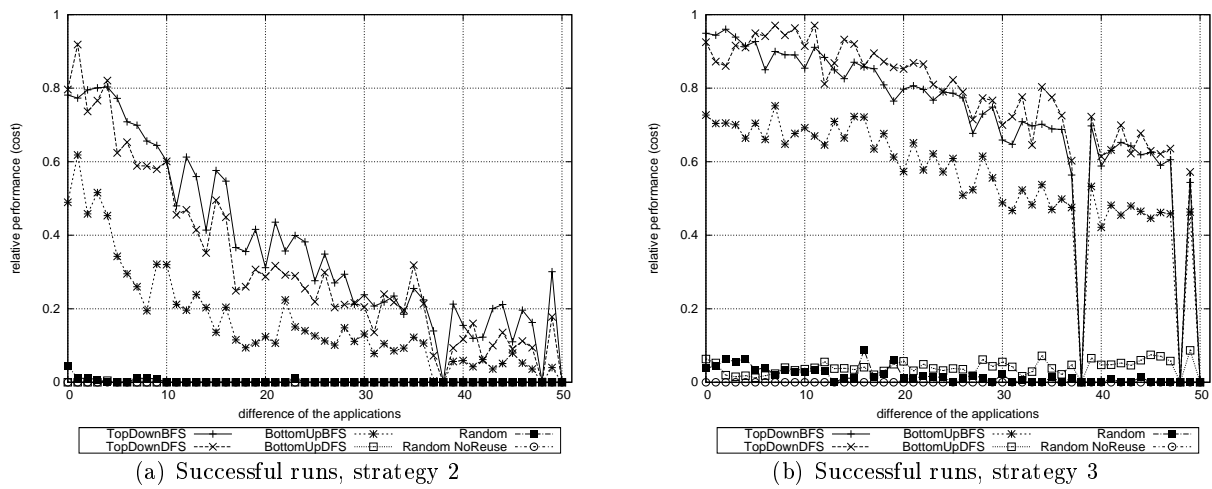 1
0.8
0.6
0.4
0.2
0
relative performance (cost)
0 10 20 30 40 50
difference of the applications
TopDownBFS BottomUpBFS Random
TopDownDFS BottomUpDFS Random NoReuse
(a) Successful runs, strategy 2
1
0.8
0.6
0.4
0.2
0
relative performance (cost)
0 10 20 30 40 50
difference of the applications
TopDownBFS BottomUpBFS Random
TopDownDFS BottomUpDFS Random NoReuse
(b) Successful runs, strategy 3